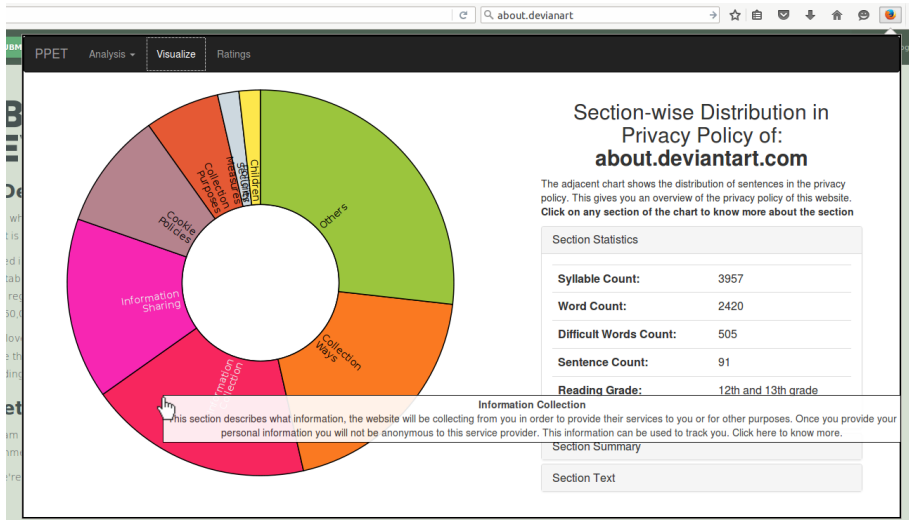 about.devianart
PPET Analysis Visualize Ratings
Others
Collection
Ways
Information
Sharing
Cookie
Policies
Collection
Purposes
Measures
Children
Section-wise Distribution in
Privacy Policy of:
about.deviantart.com
The adjacent chart shows the distribution of sentences in the privacy
policy. This gives you an overview of the privacy policy of this website.
Click on any section of the chart to know more about the section
Section Statistics
Syllable Count: 3957
Word Count: 2420
Difficult Words Count: 505
Sentence Count: 91
Reading Grade: 12th and 13th grade
Information Collection
This section describes what information, the website will be collecting from you in order to provide their services to you or for other purposes. Once you provide your
personal information you will not be anonymous to this service provider. This information can be used to track you. Click here to know more.
Section Summary
Section Text